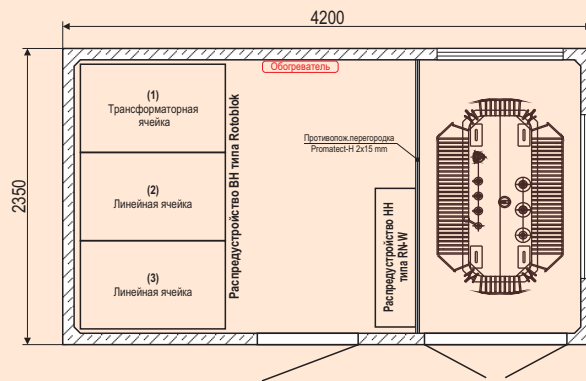 4200
2350
Обогреватель
(1)
Трансформаторная
ячейка
(2)
Линейная ячейка
(3)
Линейная ячейка
Распредустройство ВН типа Rotoblok
Противопож.перегородка
Promatect-H 2x15 mm
Распредустройство НН
типа RN-W